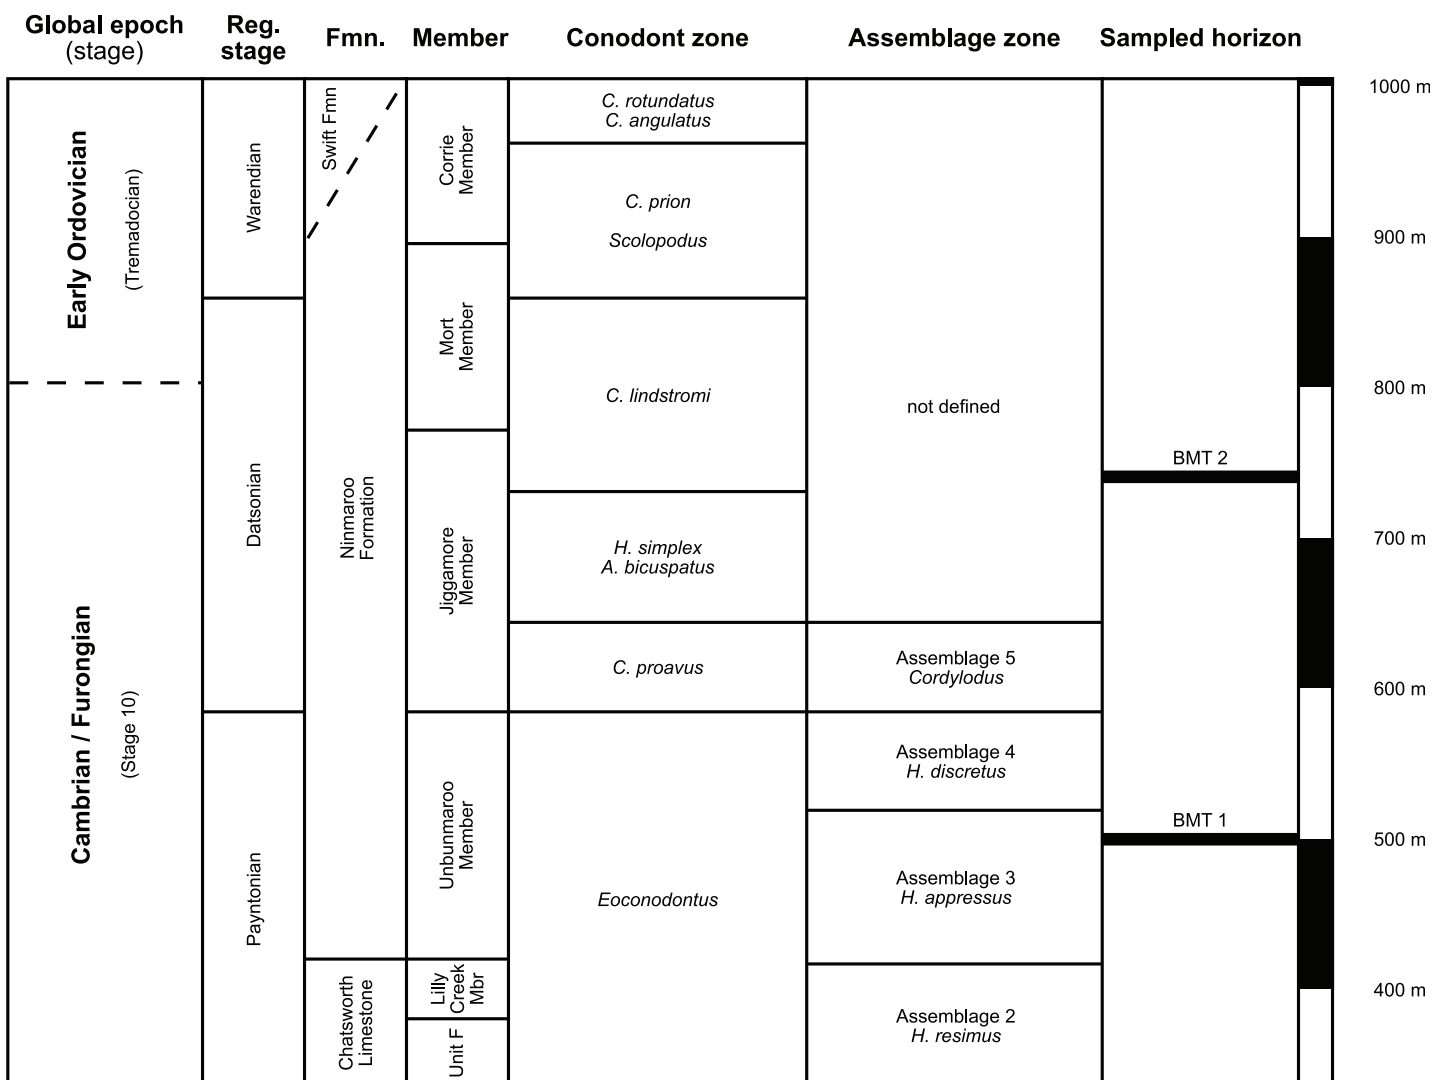 Global epoch
(stage)
Reg.
stage
Fmn.
Member
Conodont zone
Assemblage zone
Sampled horizon
Early Ordovician
(Tremadocian)
Cambrian / Furongian
(Stage 10)
Warendian
Datsonian
Payntonian
Swift Fmn
Ninmaroo
Formation
Chatsworth
Limestone
Corrie
Member
Mort
Member
Jiggamore
Member
Unbunmaroo
Member
Lilly
Creek
Mbr
Unit F
C. rotundatus
C. angulatus
C. prion
Scolopodus
C. lindstromi
H. simplex
A. bicuspatus
C. proavus
Eoconodontus
not defined
Assemblage 5
Cordylodus
Assemblage 4
H. discretus
Assemblage 3
H. appressus
Assemblage 2
H. resimus
BMT 2
BMT 1
1000 m
900 m
800 m
700 m
600 m
500 m
400 m